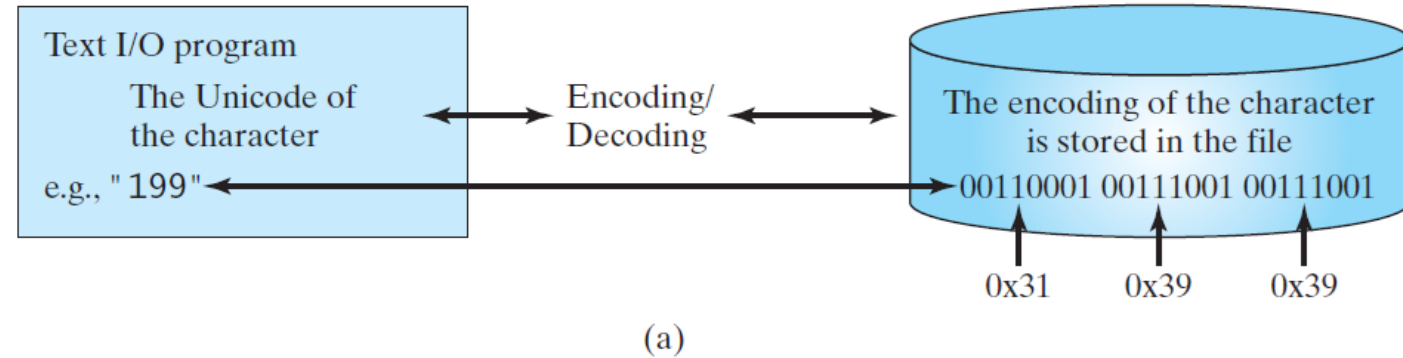 Text I/O program
The Unicode of
the character
e.g., "199"
Encoding/
Decoding
The encoding of the character
is stored in the file
00110001 00111001 00111001
0x31 0x39 0x39
(a)